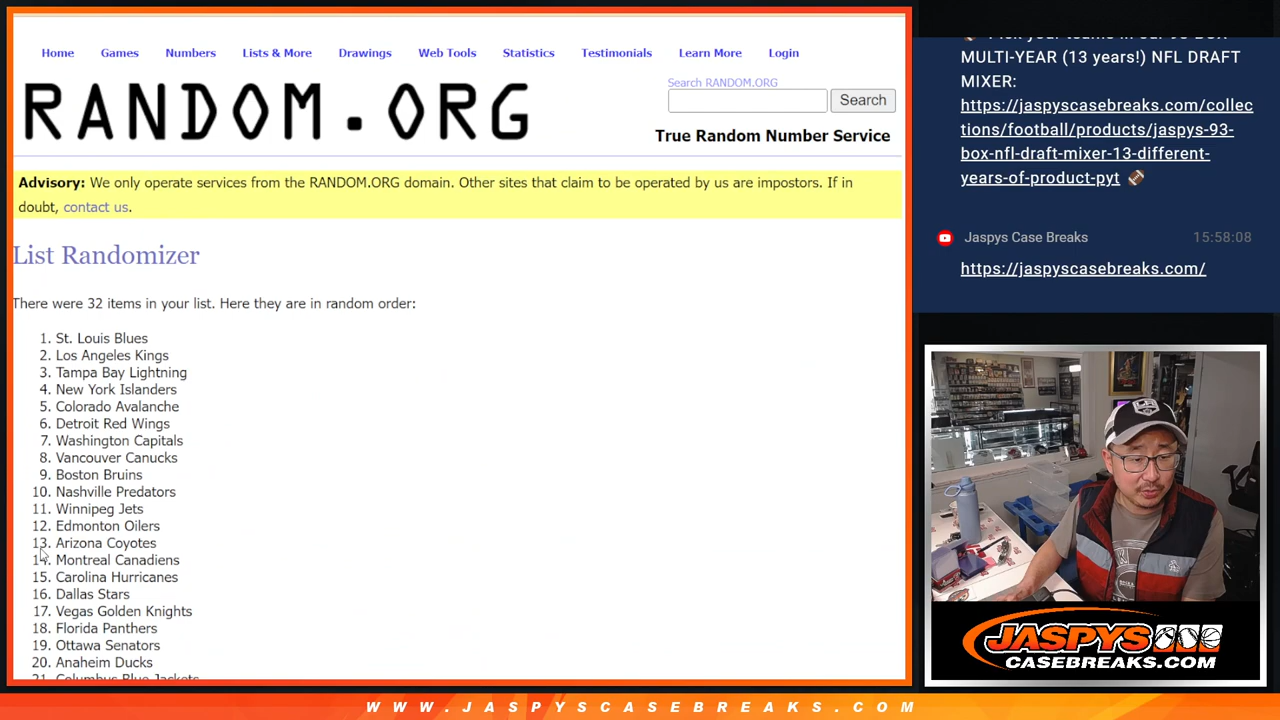 Home Games Numbers Lists & More Drawings Web Tools Statistics Testimonials Learn More Login
RANDOM.ORG
Search RANDOM.ORG
Search
True Random Number Service
Advisory: We only operate services from the RANDOM.ORG domain. Other sites that claim to be operated by us are impostors. If in
doubt, contact us.
List Randomizer
There were 32 items in your list. Here they are in random order:
1. St. Louis Blues
2. Los Angeles Kings
3. Tampa Bay Lightning
4. New York Islanders
5. Colorado Avalanche
6. Detroit Red Wings
7. Washington Capitals
8. Vancouver Canucks
9. Boston Bruins
10. Nashville Predators
11. Winnipeg Jets
12. Edmonton Oilers
13. Arizona Coyotes
14. Montreal Canadiens
15. Carolina Hurricanes
16. Dallas Stars
17. Vegas Golden Knights
18. Florida Panthers
19. Ottawa Senators
20. Anaheim Ducks
21. Columbus Blue Jackets
MULTI-YEAR (13 years!) NFL DRAFT
MIXER:
https://jaspyscasebreaks.com/collec
tions/football/products/jaspys-93-
box-nfl-draft-mixer-13-different-
years-of-product-pyt 🏈
Jaspys Case Breaks 15:58:08
https://jaspyscasebreaks.com/
JASPYS
CASEBREAKS.COM
WWW.JASPYSCASEBREAKS.COM